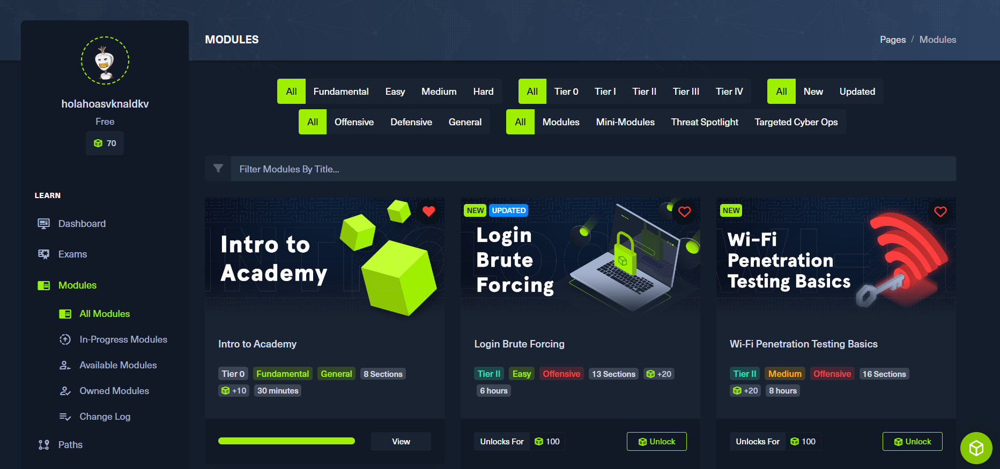 MODULES
Pages / Modules
holahoasvknaldkv
Free
70
LEARN
Dashboard
Exams
Modules
All Modules
In-Progress Modules
Available Modules
Owned Modules
Change Log
Paths
All Fundamental Easy Medium Hard
All Tier 0 Tier I Tier II Tier III Tier IV
All New Updated
All Offensive Defensive General
All Modules Mini-Modules Threat Spotlight Targeted Cyber Ops
Filter Modules By Title...
Intro to
Academy
Intro to Academy
Tier 0 Fundamental General 8 Sections
+10 30 minutes
View
NEW UPDATED
Login
Brute
Forcing
Login Brute Forcing
Tier II Easy Offensive 13 Sections +20
6 hours
Unlocks For 100 Unlock
NEW
Wi-Fi
Penetration
Testing Basics
Wi-Fi Penetration Testing Basics
Tier II Medium Offensive 16 Sections
+20 8 hours
Unlocks For 100 Unlock